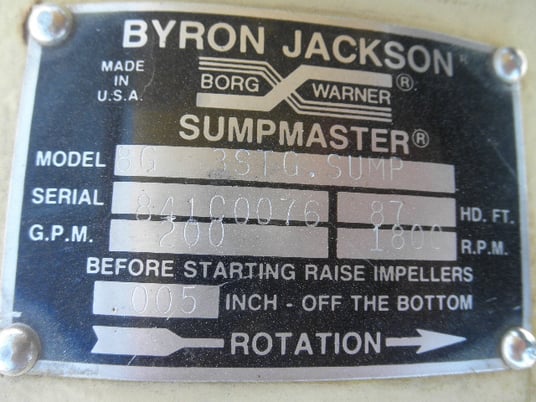 BYRON JACKSON
MADE
IN
U.S.A.
BORG WARNER ®
SUMPMASTER®
MODEL 8G 3STG. SUMP
SERIAL 841C0076 87 HD. FT.
G.P.M. 200 1800 R.P.M.
BEFORE STARTING RAISE IMPELLERS
.005 INCH - OFF THE BOTTOM
ROTATION